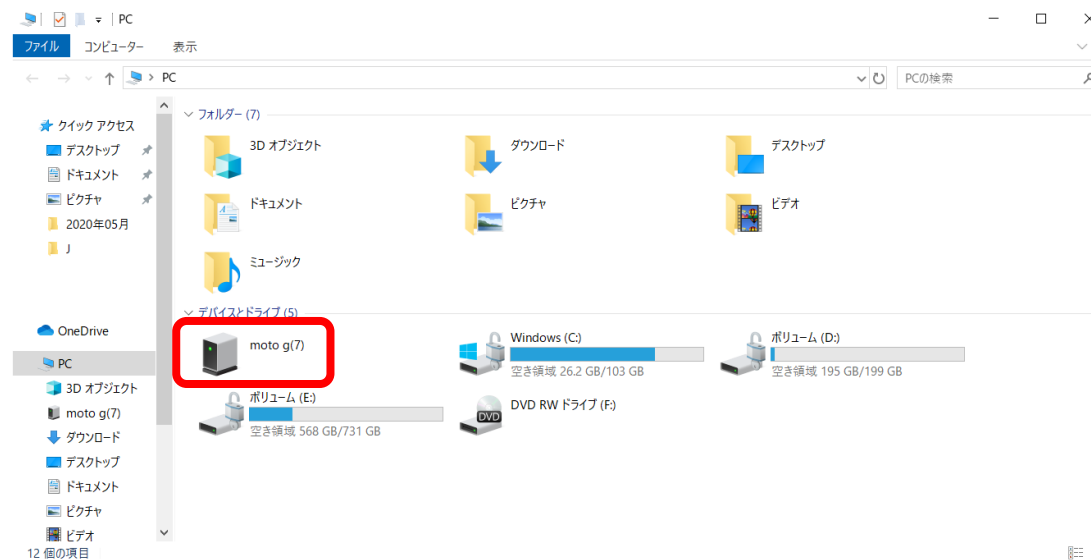 PC
ファイル コンピューター 表示
PC PCの検索
クイック アクセス
デスクトップ
ドキュメント
ピクチャ
2020年05月
J
OneDrive
PC
3D オブジェクト
moto g(7)
ダウンロード
デスクトップ
ドキュメント
ピクチャ
ビデオ
フォルダー (7)
3D オブジェクト
ダウンロード
デスクトップ
ドキュメント
ピクチャ
ビデオ
ミュージック
デバイスとドライブ (5)
moto g(7)
Windows (C:)
空き領域 26.2 GB/103 GB
ボリューム (D:)
空き領域 195 GB/199 GB
ボリューム (E:)
空き領域 568 GB/731 GB
DVD RW ドライブ (F:)
DVD
12 個の項目